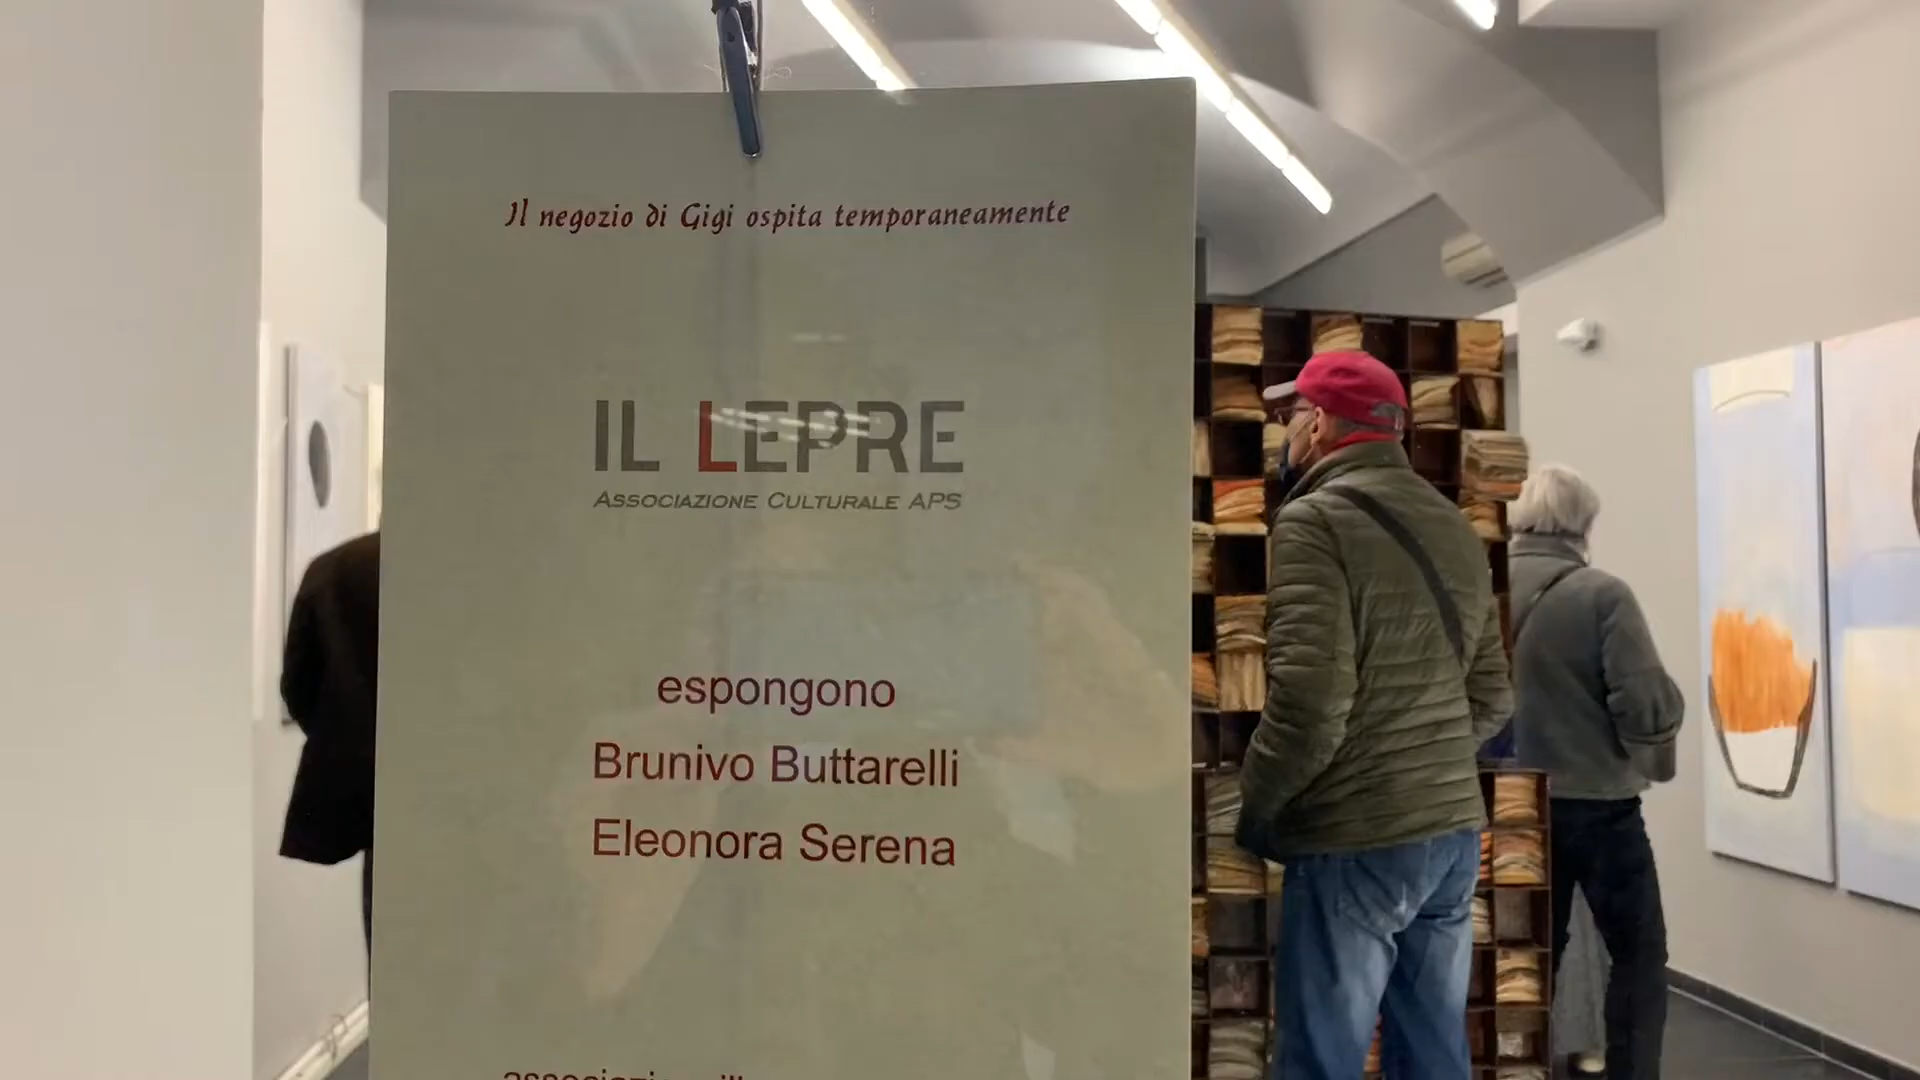 Il negozio di Gigi ospita temporaneamente
IL LEPRE
ASSOCIAZIONE CULTURALE APS
espongono
Brunivo Buttarelli
Eleonora Serena